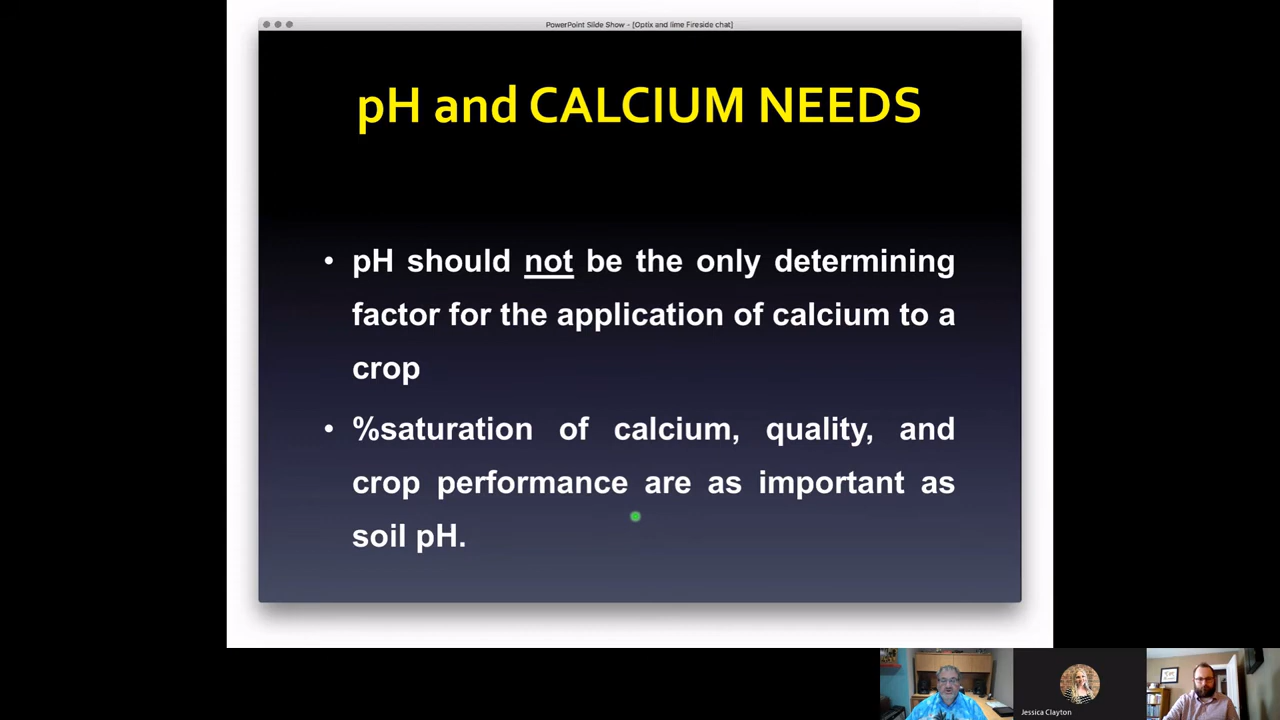 PowerPoint Slide Show - [Optix and lime Fireside chat]
pH and CALCIUM NEEDS
• pH should not be the only determining
factor for the application of calcium to a
crop
• %saturation of calcium, quality, and
crop performance are as important as
soil pH.
Jessica Clayton